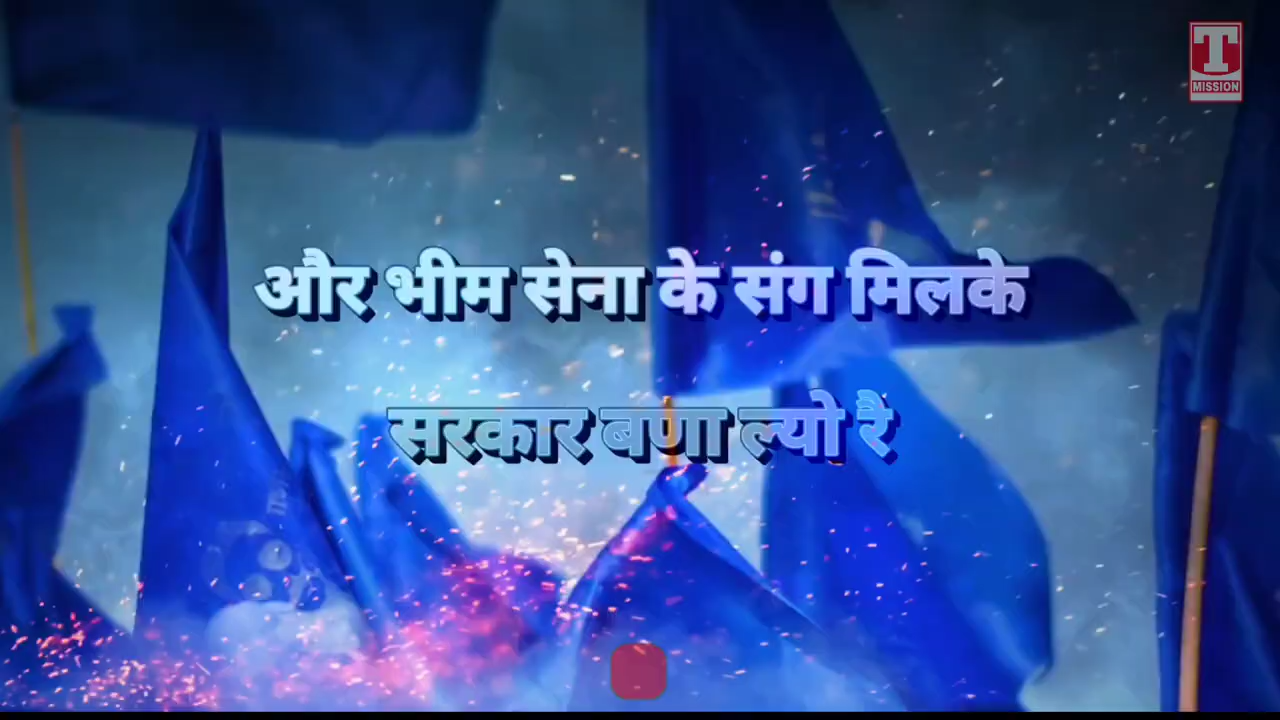 T
MISSION
और भीम सेना के संग मिलके
सरकार बणा ल्यो रै